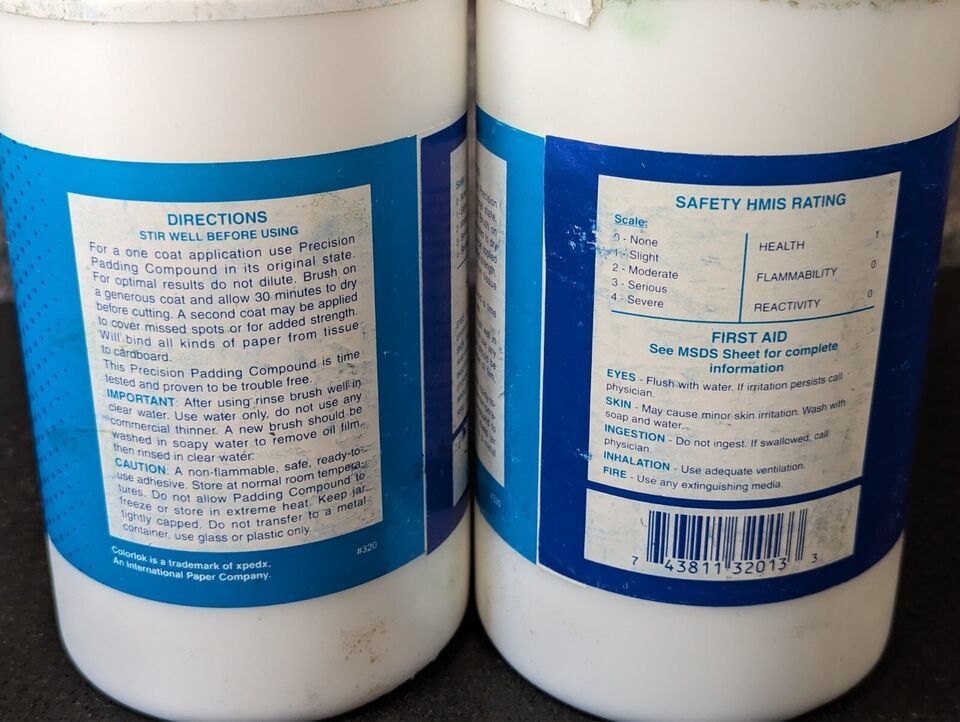 DIRECTIONS
STIR WELL BEFORE USING
For a one coat application use Precision
Padding Compound in its original state.
For optimal results do not dilute. Brush on
a generous coat and allow 30 minutes to dry
before cutting. A second coat may be applied
to cover missed spots or for added strength.
Will bind all kinds of paper from tissue
to cardboard.
This Precision Padding Compound is time
tested and proven to be trouble free.
IMPORTANT: After using rinse brush well in
clear water. Use water only, do not use any
commercial thinner. A new brush should be
washed in soapy water to remove oil film,
then rinsed in clear water.
CAUTION: A non-flammable, safe, ready-to-
use adhesive. Store at normal room tempera-
tures. Do not allow Padding Compound to
freeze or store in extreme heat. Keep jar
tightly capped. Do not transfer to a metal
container, use glass or plastic only.
Colorlok is a trademark of xpedx,
An International Paper Company.
#320
SAFETY HMIS RATING
Scale:
0 - None
1 - Slight
2 - Moderate
3 - Serious
4 - Severe
HEALTH 1
FLAMMABILITY 0
REACTIVITY 0
FIRST AID
See MSDS Sheet for complete
information
EYES - Flush with water. If irritation persists call
physician.
SKIN - May cause minor skin irritation. Wash with
soap and water.
INGESTION - Do not ingest. If swallowed, call
physician.
INHALATION - Use adequate ventilation.
FIRE - Use any extinguishing media.
7 43811 32013 3